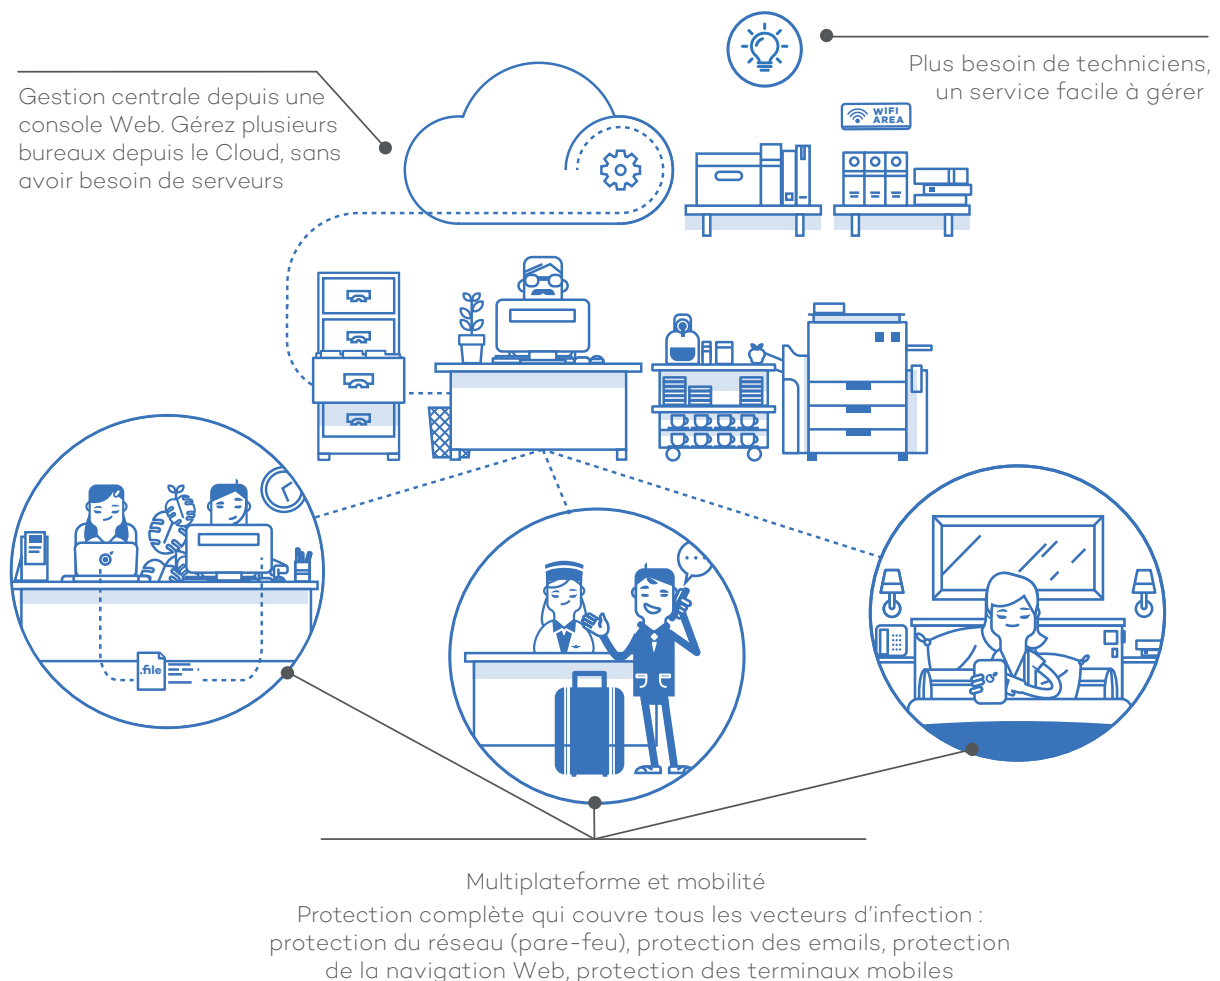 Plus besoin de techniciens,
un service facile à gérer
Gestion centrale depuis une
console Web. Gérez plusieurs
bureaux depuis le Cloud, sans
avoir besoin de serveurs
WIFI
AREA
.file
Multiplateforme et mobilité
Protection complète qui couvre tous les vecteurs d’infection :
protection du réseau (pare-feu), protection des emails, protection
de la navigation Web, protection des terminaux mobiles